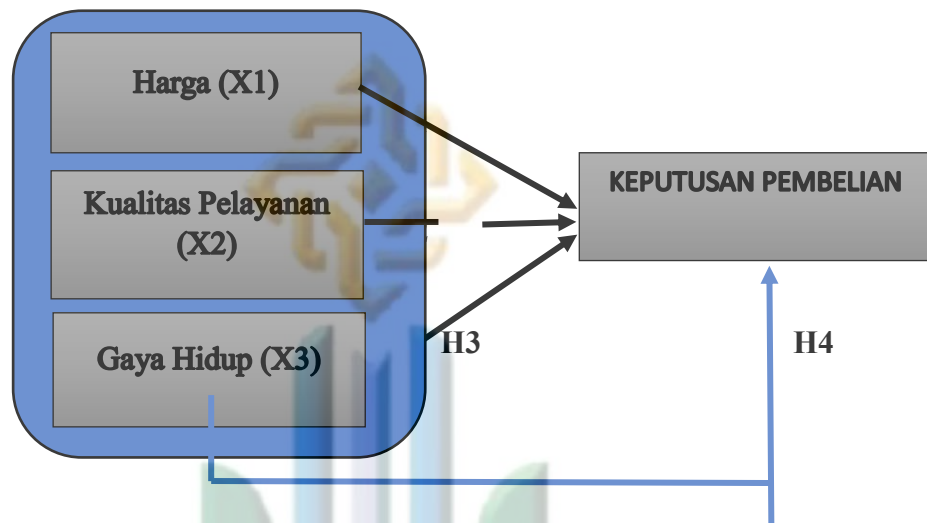 Harga (X1)
Kualitas Pelayanan
(X2)
Gaya Hidup (X3)
KEPUTUSAN PEMBELIAN
H3
H4